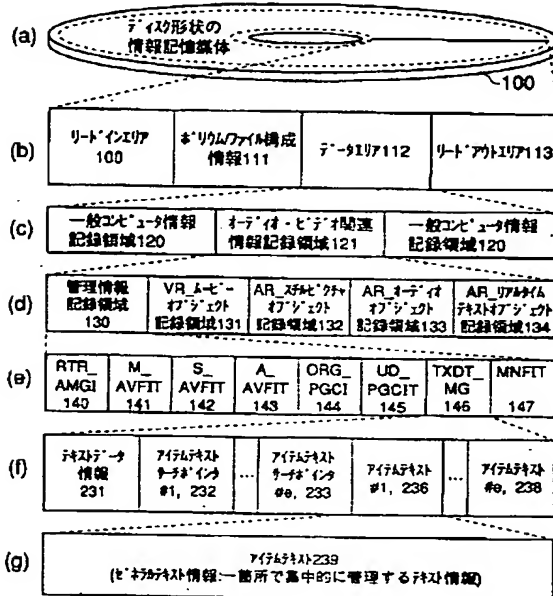 (a)
ディスク形状の
情報記憶媒体
100
(b)
リードインエリア
100
ボリウム/ファイル構成
情報111
データエリア112
リードアウトエリア113
(c)
一般コンピュータ情報
記録領域120
オーディオ・ビデオ関連
情報記録領域121
一般コンピュータ情報
記録領域120
(d)
管理情報
記録領域
130
VR_ムービー
オブジェクト
記録領域131
AR_スチルピクチャ
オブジェクト
記録領域132
AR_オーディオ
オブジェクト
記録領域133
AR_リアルタイム
テキストオブジェクト
記録領域134
(e)
RTR_
AMGI
140
M_
AVFIT
141
S_
AVFIT
142
A_
AVFIT
143
ORG_
PGCI
144
UD_
PGCIT
145
TXDT_
MG
146
MNFIT
147
(f)
テキストデータ
情報
231
アイテムテキスト
サーチポインタ
#1, 232
...
アイテムテキスト
サーチポインタ
#e, 233
アイテムテキスト
#1, 236
...
アイテムテキスト
#e, 238
(g)
アイテムテキスト239
(ビネラカテキスト情報:一箇所で集中的に管理するテキスト情報)